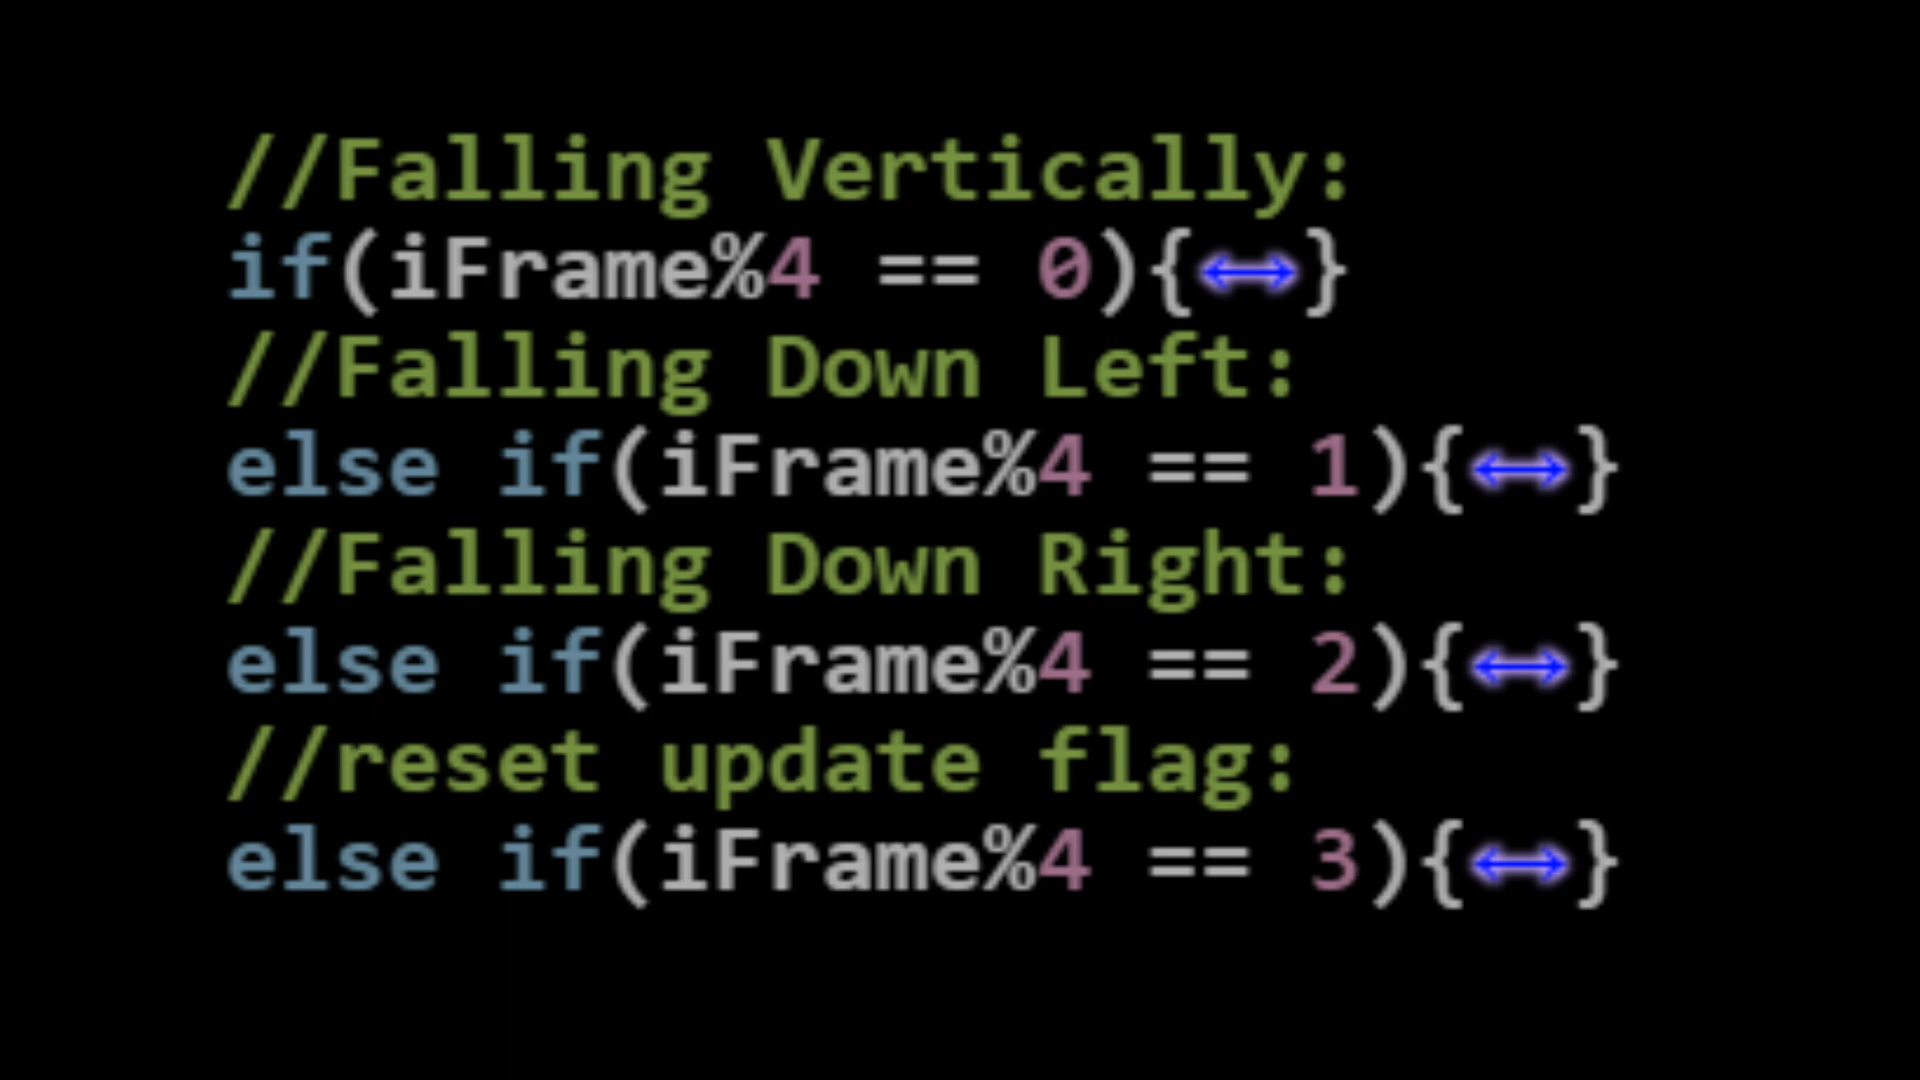 //Falling Vertically:
if(iFrame%4 == 0){↔}
//Falling Down Left:
else if(iFrame%4 == 1){↔}
//Falling Down Right:
else if(iFrame%4 == 2){↔}
//reset update flag:
else if(iFrame%4 == 3){↔}